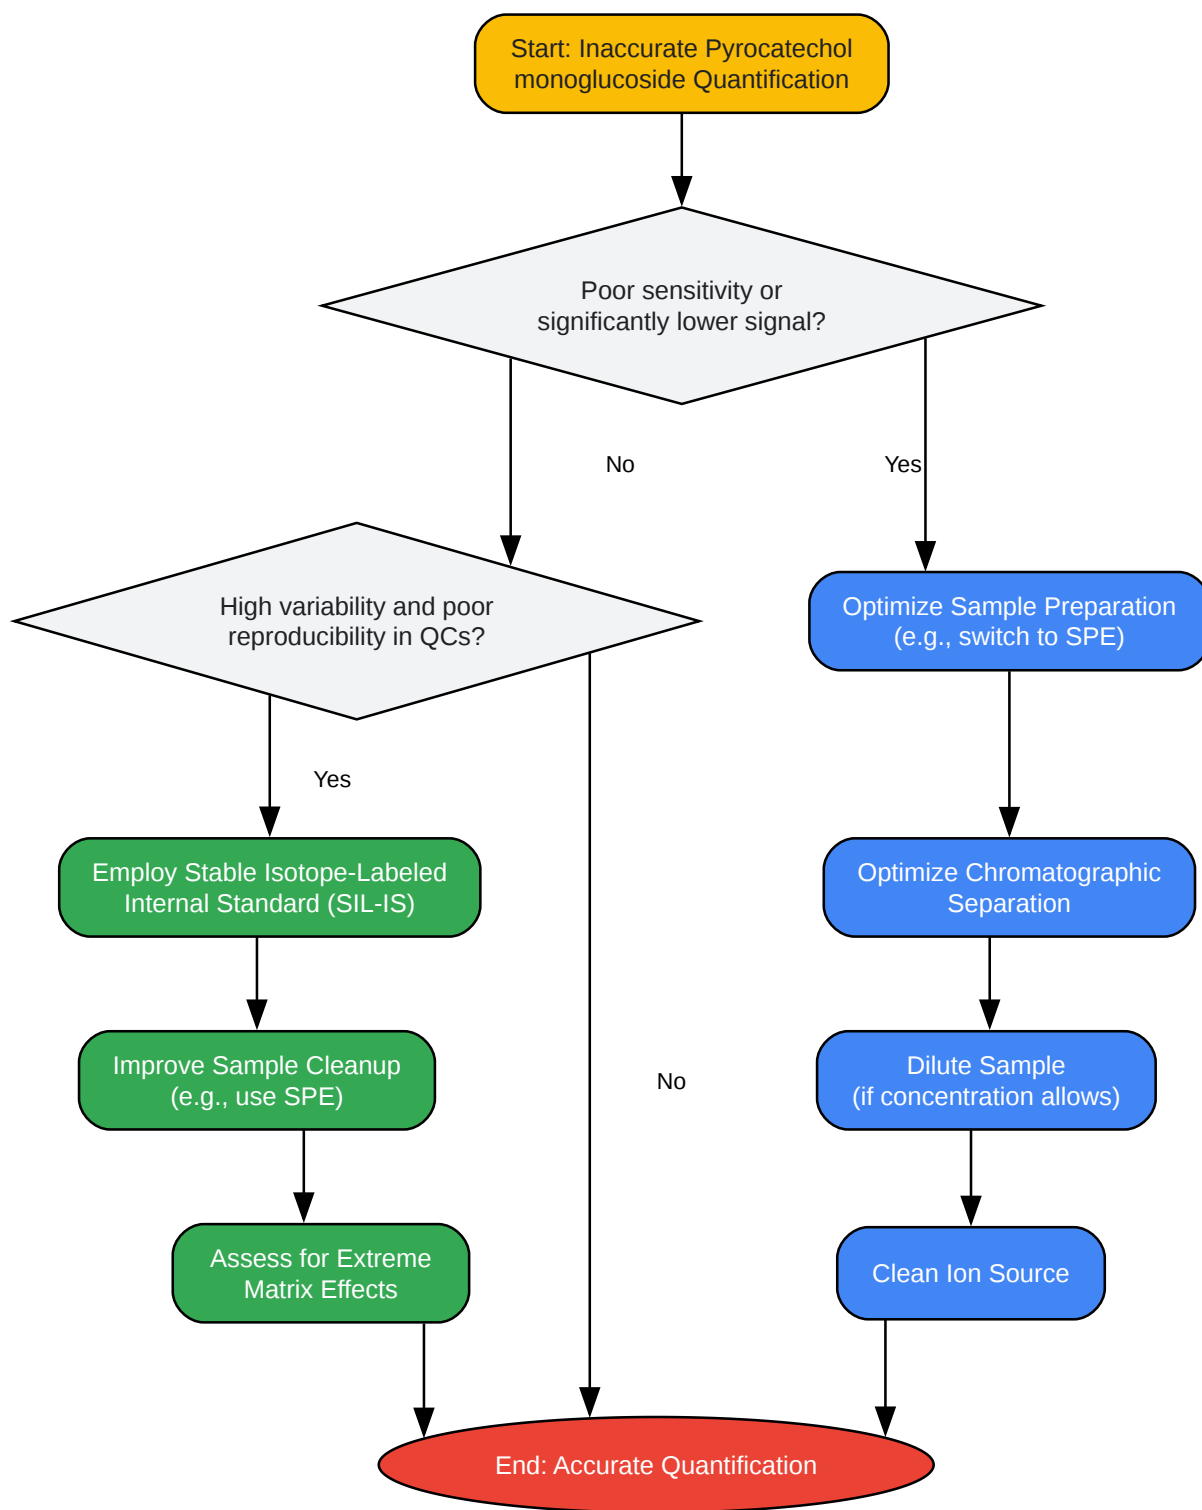 Start: Inaccurate Pyrocatechol
monoglucoside Quantification
Poor sensitivity or
significantly lower signal?
No
Yes
High variability and poor
reproducibility in QCs?
Optimize Sample Preparation
(e.g., switch to SPE)
Yes
Employ Stable Isotope-Labeled
Internal Standard (SIL-IS)
Optimize Chromatographic
Separation
Improve Sample Cleanup
(e.g., use SPE)
No
Dilute Sample
(if concentration allows)
Assess for Extreme
Matrix Effects
Clean Ion Source
End: Accurate Quantification